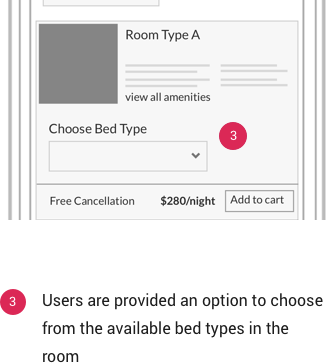 Room Type A
view all amenities
Choose Bed Type
3
Free Cancellation $280/night Add to cart
3 Users are provided an option to choose
from the available bed types in the
room